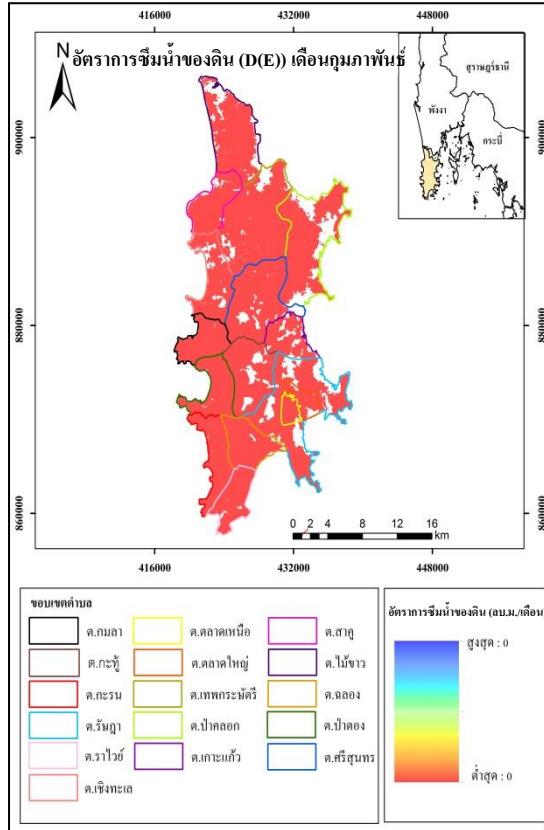 416000 432000 448000
N
อัตราการซึมน้ำของดิน (D(E)) เดือนกุมภาพันธ์
สุราษฎร์ธานี
พังงา
กระบี่
900000 900000
880000 880000
860000 860000
0 2 4 8 12 16
km
416000 432000 448000
ขอบเขตตำบล
ต.กมลา ต.ตลาดเหนือ ต.สาคู
ต.กะทู้ ต.ตลาดใหญ่ ต.ไม้ขาว
ต.กะรน ต.เทพกระษัตรี ต.ฉลอง
ต.รัษฎา ต.ป่าคลอก ต.ป่าตอง
ต.ราไวย์ ต.เกาะแก้ว ต.ศรีสุนทร
ต.เชิงทะเล
อัตราการซึมน้ำของดิน (ลบ.ม./เดือน)
สูงสุด : 0
ต่ำสุด : 0